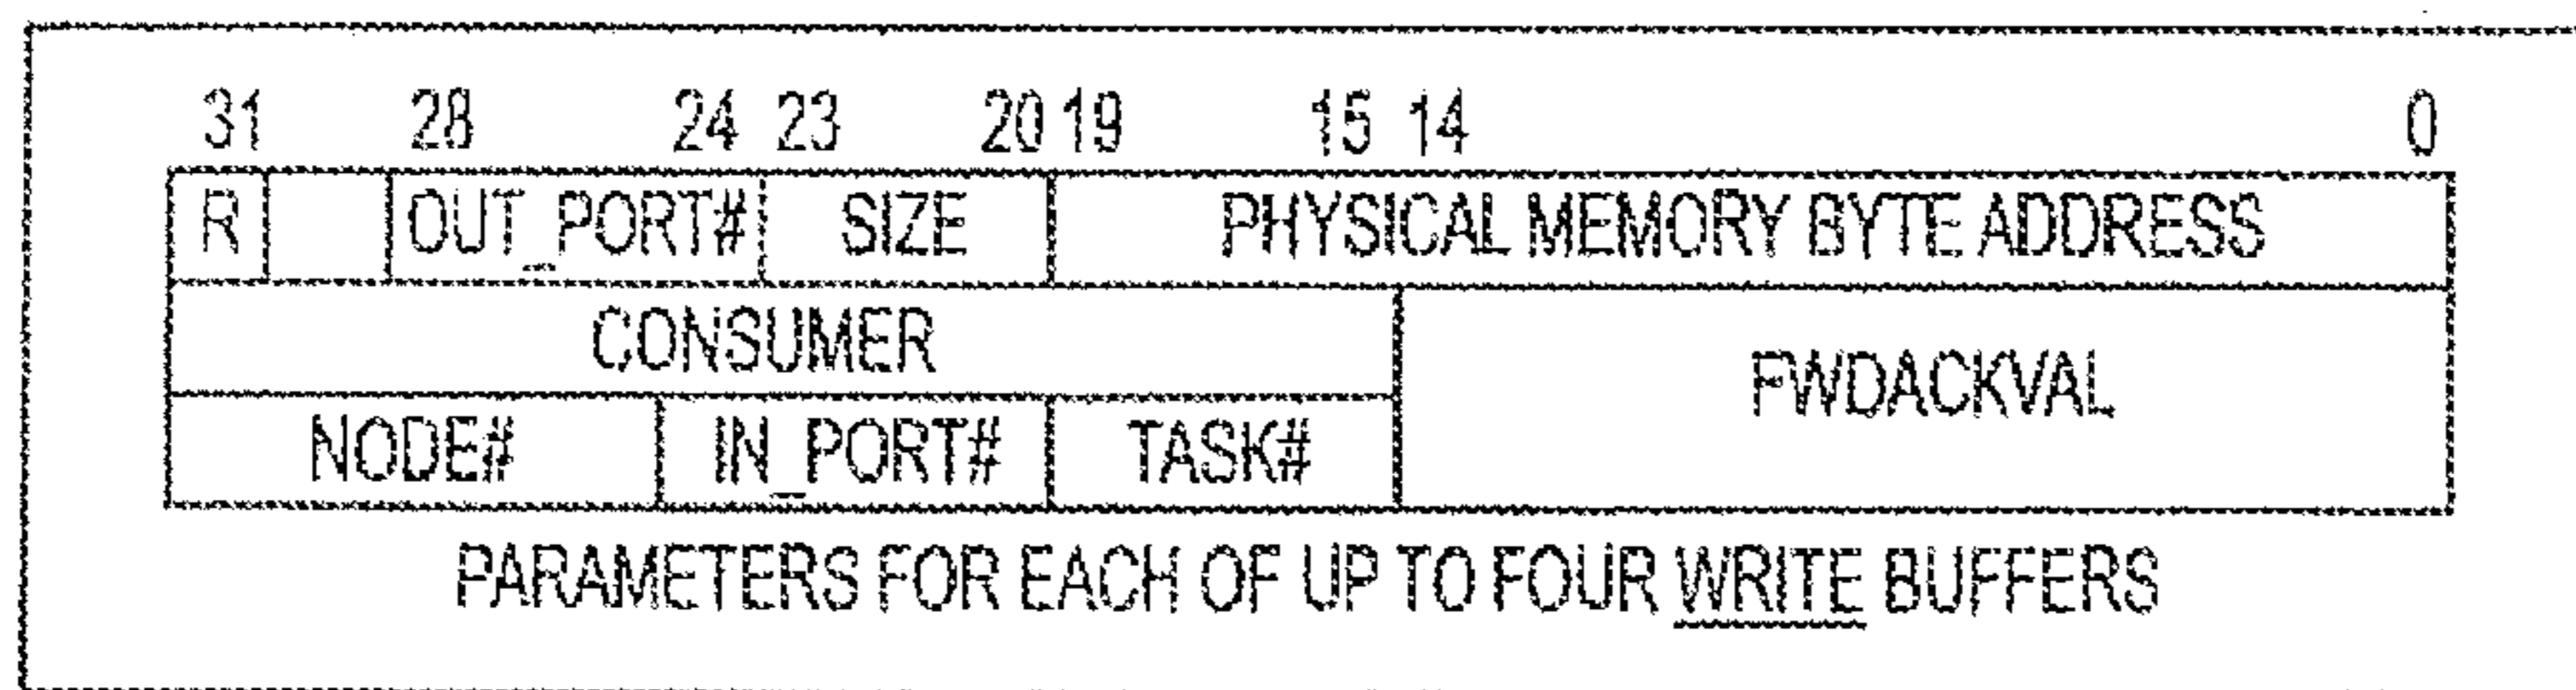 31 28 24 23 20 19 15 14 0
R OUT_PORT# SIZE PHYSICAL MEMORY BYTE ADDRESS
CONSUMER
FWDACKVAL
NODE# IN_PORT# TASK#
PARAMETERS FOR EACH OF UP TO FOUR WRITE BUFFERS